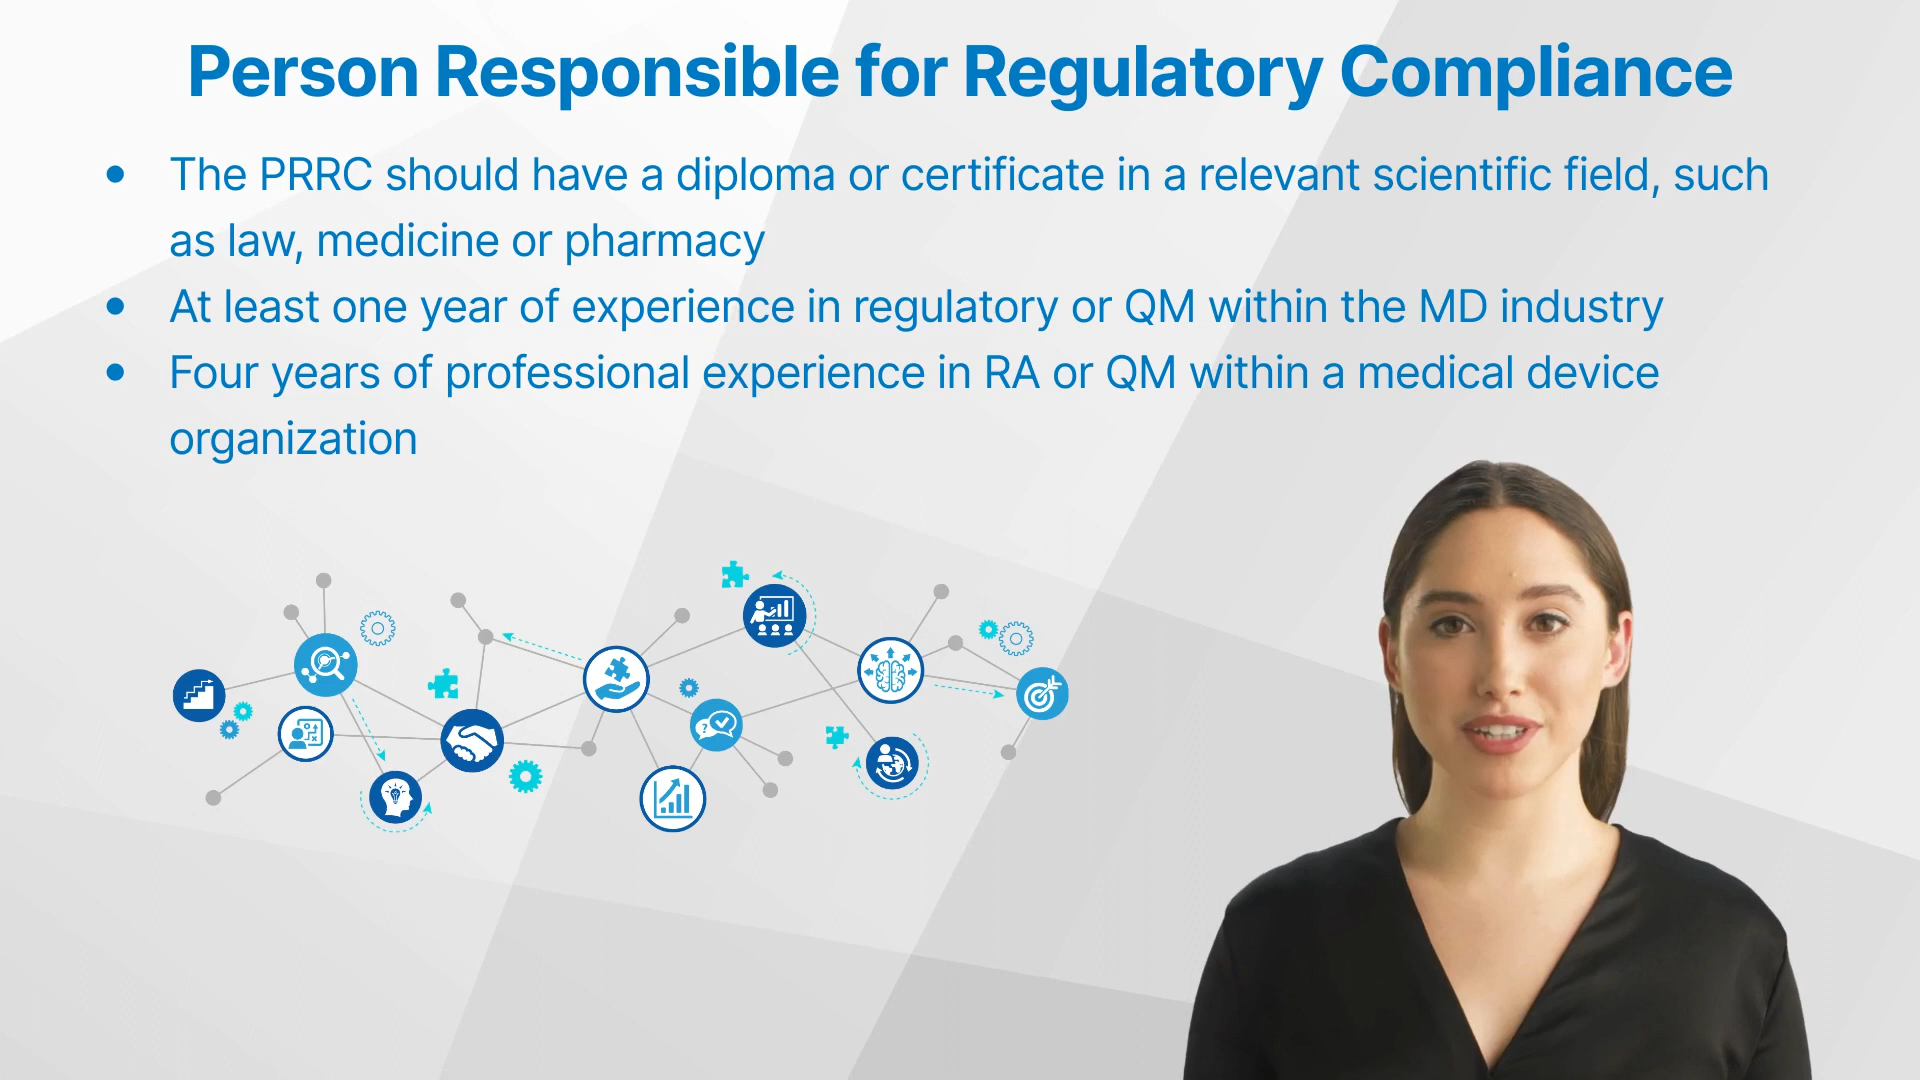 Person Responsible for Regulatory Compliance
• The PRRC should have a diploma or certificate in a relevant scientific field, such
as law, medicine or pharmacy
• At least one year of experience in regulatory or QM within the MD industry
• Four years of professional experience in RA or QM within a medical device
organization